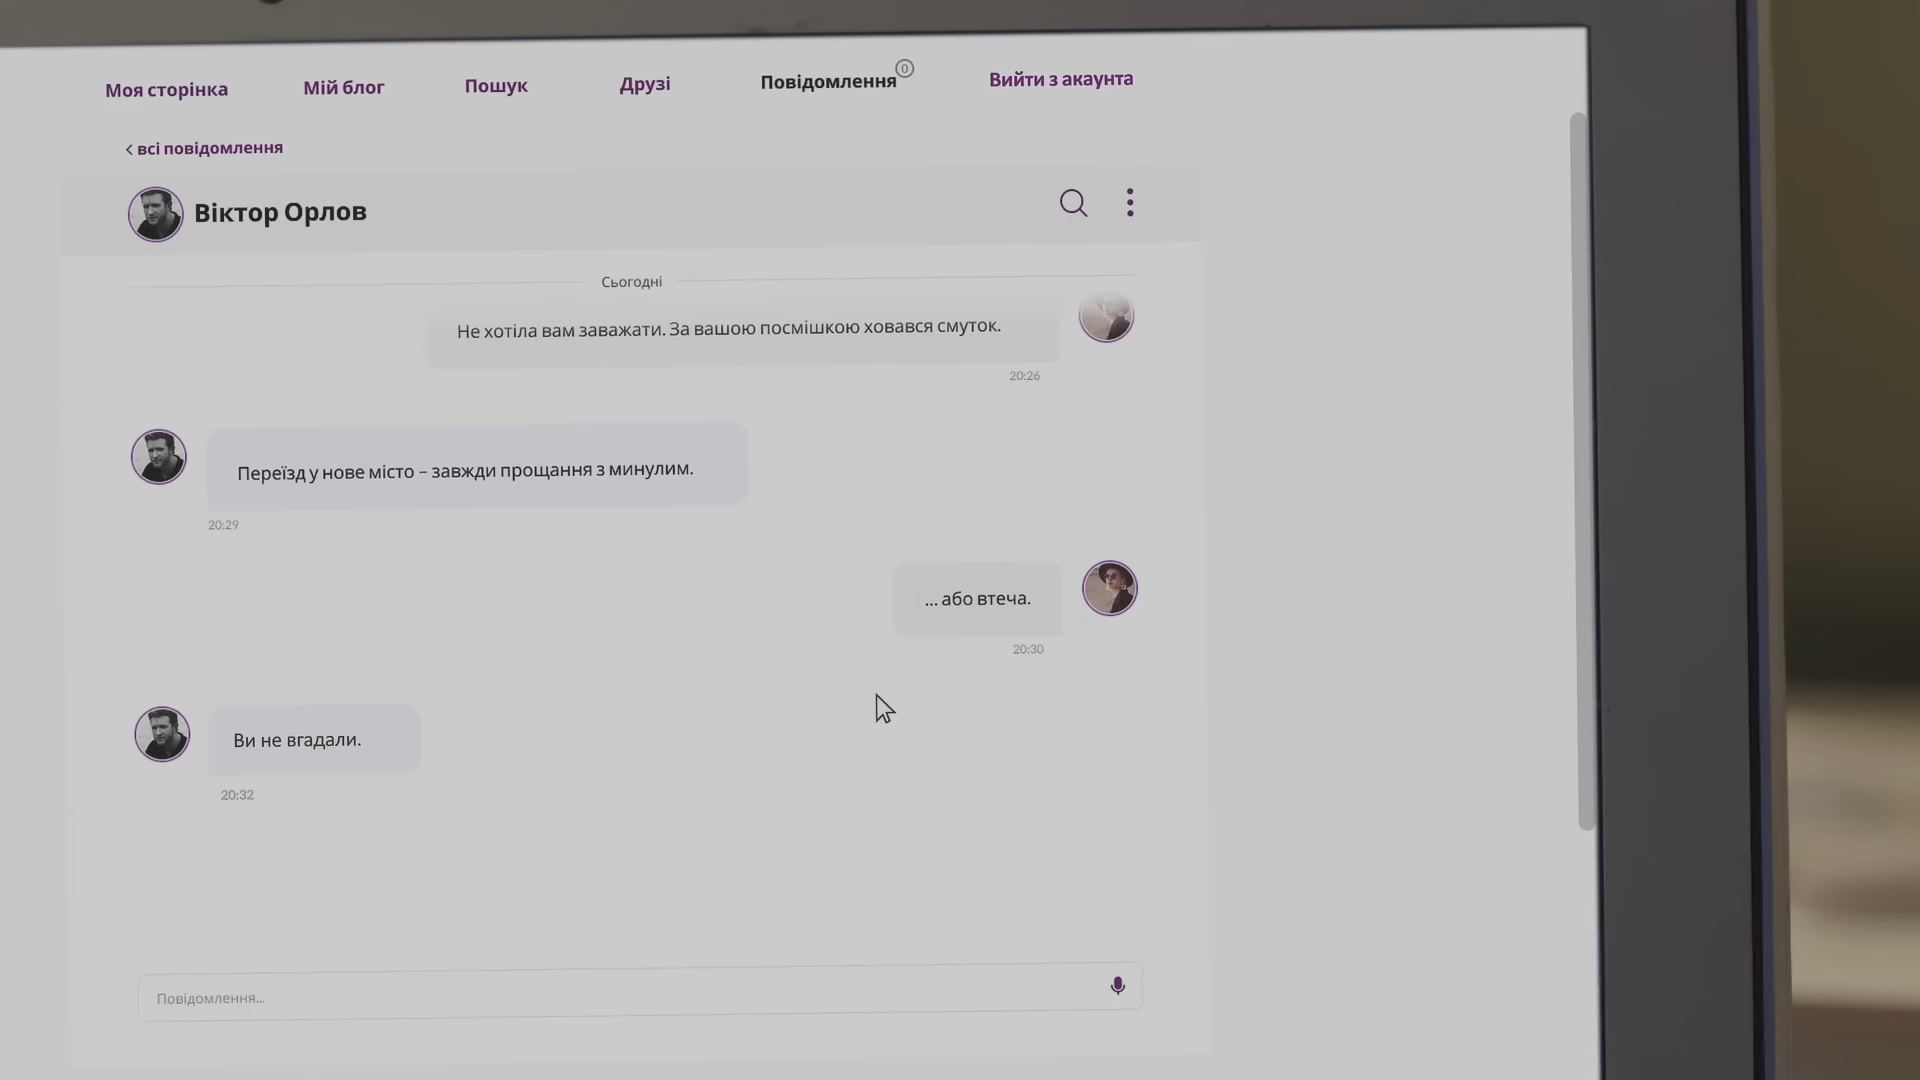 Моя сторінка
Мій блог
Пошук
Друзі
Повідомлення
0
Вийти з акаунта
всі повідомлення
Віктор Орлов
Сьогодні
Не хотіла вам заважати. За вашою посмішкою ховався смуток.
20:26
Переїзд у нове місто – завжди прощання з минулим.
20:29
... або втеча.
20:30
Ви не вгадали.
20:32
Повідомлення...